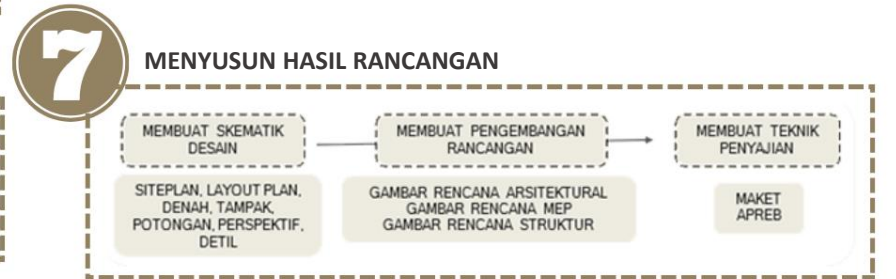 7
MENYUSUN HASIL RANCANGAN
MEMBUAT SKEMATIK
DESAIN
MEMBUAT PENGEMBANGAN
RANCANGAN
MEMBUAT TEKNIK
PENYAJIAN
SITEPLAN, LAYOUT PLAN,
DENAH, TAMPAK,
POTONGAN, PERSPEKTIF,
DETIL
GAMBAR RENCANA ARSITEKTURAL
GAMBAR RENCANA MEP
GAMBAR RENCANA STRUKTUR
MAKET
APREB